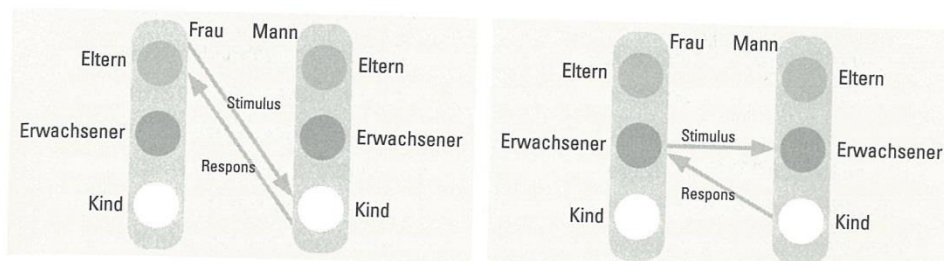 Frau Mann
Eltern Eltern
Stimulus
Erwachsener Erwachsener
Respons
Kind Kind
Frau Mann
Eltern Eltern
Stimulus
Erwachsener Erwachsener
Respons
Kind Kind